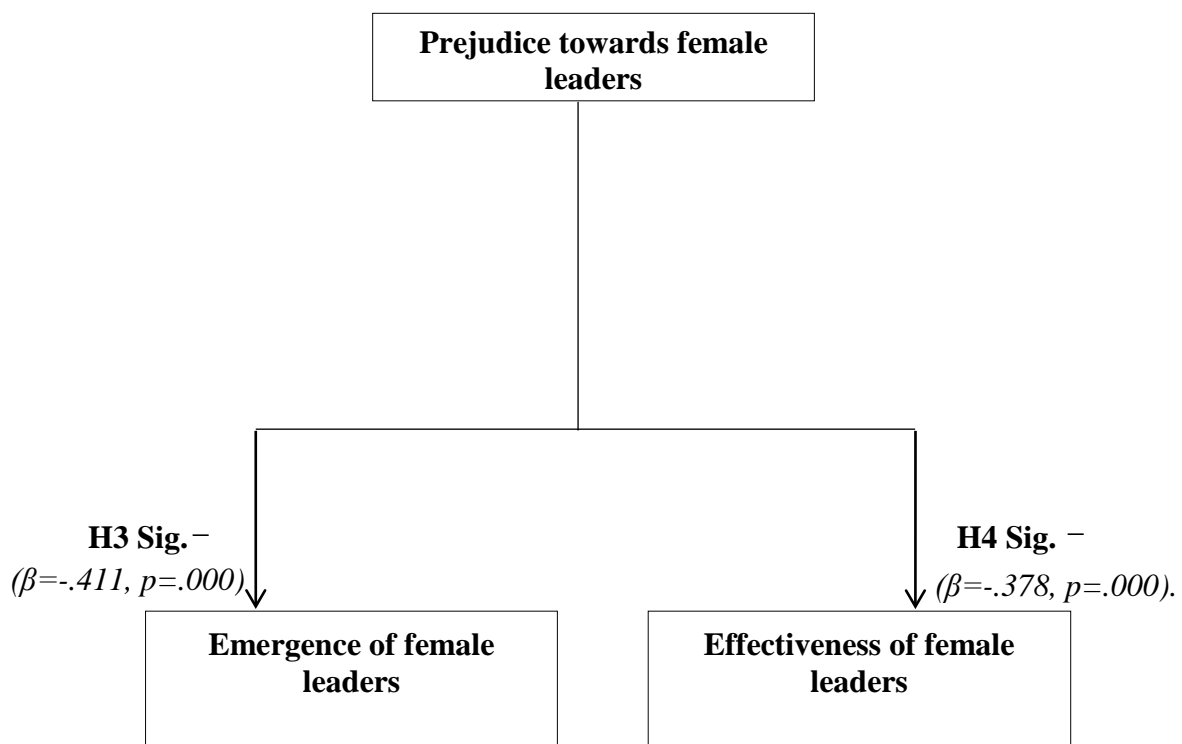 Prejudice towards female
leaders
H3 Sig. –
(β=-.411, p=.000)
H4 Sig. –
(β=-.378, p=.000).
Emergence of female
leaders
Effectiveness of female
leaders